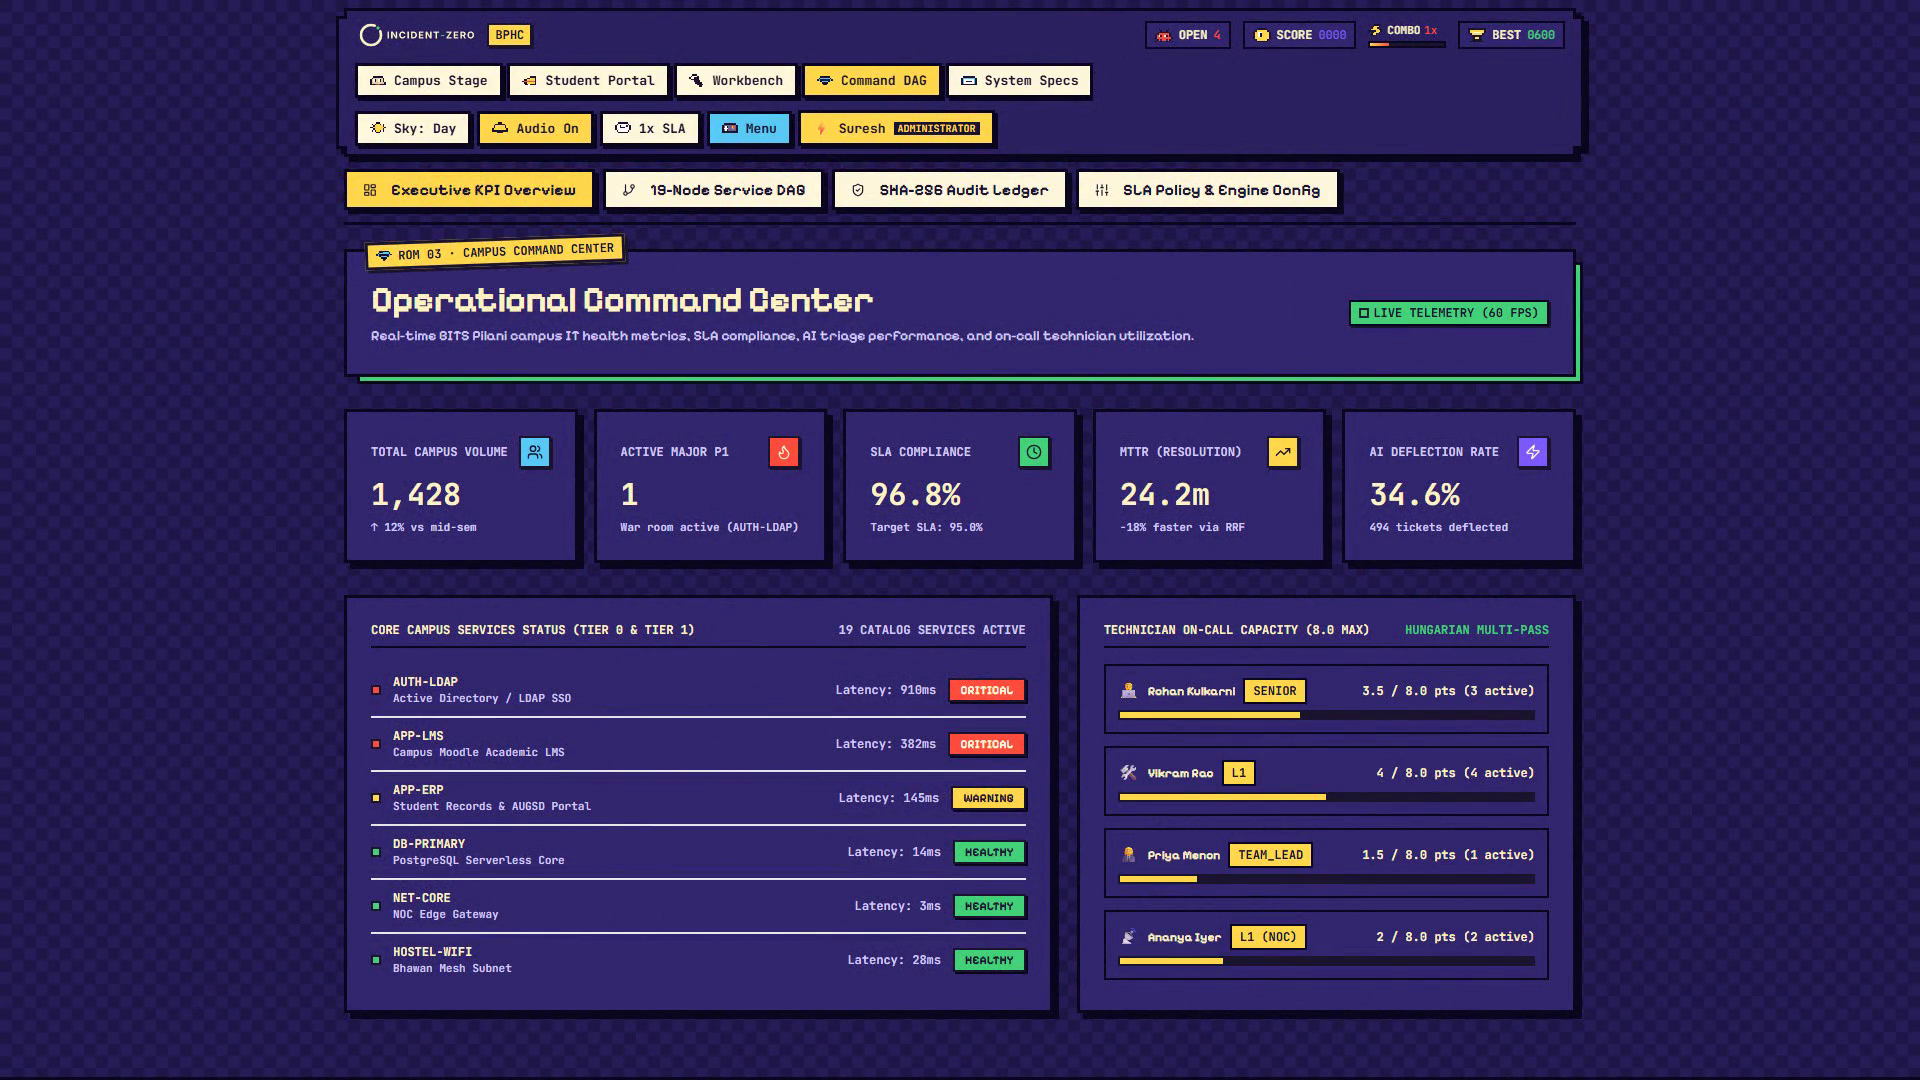 INCIDENT-ZERO BPHC
OPEN 4 SCORE 0000 COMBO 1x BEST 0600
Campus Stage Student Portal Workbench Command DAG System Specs
Sky: Day Audio On 1x SLA Menu Suresh ADMINISTRATOR
Executive KPI Overview 19-Node Service DAG SHA-256 Audit Ledger SLA Policy & Engine Config
ROM 03 · CAMPUS COMMAND CENTER
Operational Command Center
Real-time BITS Pilani campus IT health metrics, SLA compliance, AI triage performance, and on-call technician utilization.
LIVE TELEMETRY (60 FPS)
TOTAL CAMPUS VOLUME
1,428
↑ 12% vs mid-sem
ACTIVE MAJOR P1
1
War room active (AUTH-LDAP)
SLA COMPLIANCE
96.8%
Target SLA: 95.0%
MTTR (RESOLUTION)
24.2m
-18% faster via RRF
AI DEFLECTION RATE
34.6%
494 tickets deflected
CORE CAMPUS SERVICES STATUS (TIER 0 & TIER 1) 19 CATALOG SERVICES ACTIVE
AUTH-LDAP
Active Directory / LDAP SSO
Latency: 910ms CRITICAL
APP-LMS
Campus Moodle Academic LMS
Latency: 382ms CRITICAL
APP-ERP
Student Records & AUGSD Portal
Latency: 145ms WARNING
DB-PRIMARY
PostgreSQL Serverless Core
Latency: 14ms HEALTHY
NET-CORE
NOC Edge Gateway
Latency: 3ms HEALTHY
HOSTEL-WIFI
Bhawan Mesh Subnet
Latency: 28ms HEALTHY
TECHNICIAN ON-CALL CAPACITY (8.0 MAX) HUNGARIAN MULTI-PASS
Rohan Kulkarni SENIOR 3.5 / 8.0 pts (3 active)
Vikram Rao L1 4 / 8.0 pts (4 active)
Priya Menon TEAM_LEAD 1.5 / 8.0 pts (1 active)
Ananya Iyer L1 (NOC) 2 / 8.0 pts (2 active)